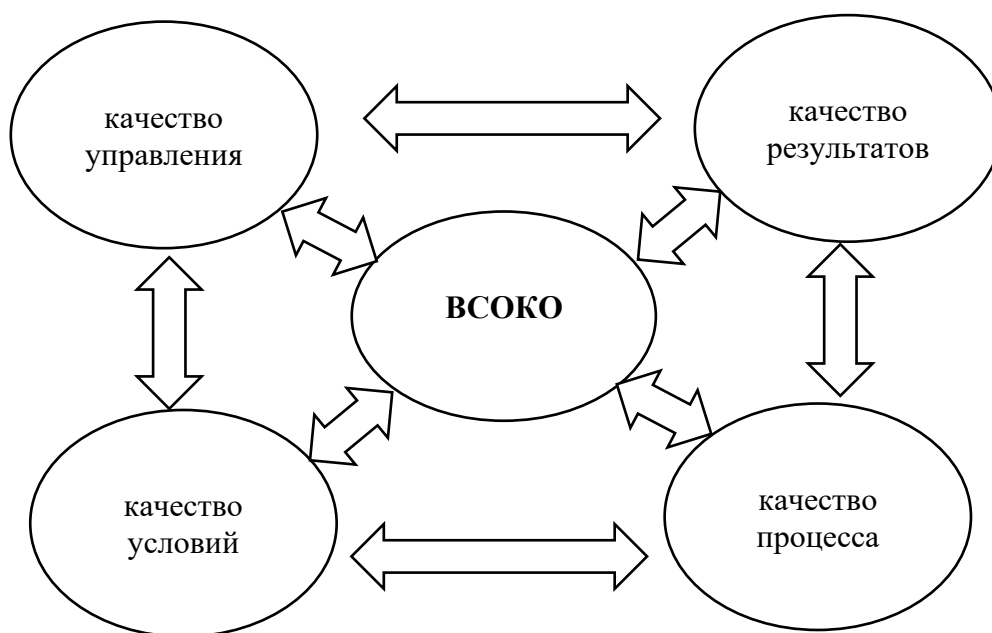 качество
управления
качество
результатов
ВСОКО
качество
условий
качество
процесса